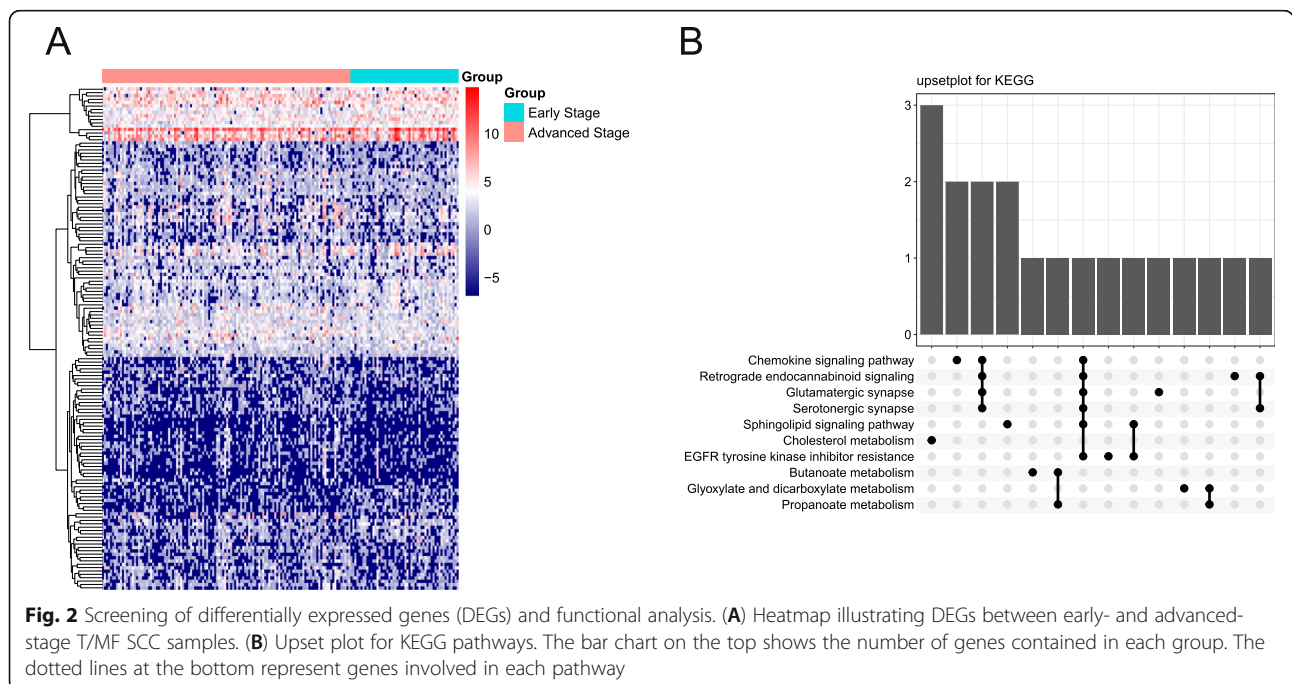 A
Group
Group
Early Stage
Advanced Stage
10
5
0
−5
B
upsetplot for KEGG
3
2
1
0
Chemokine signaling pathway
Retrograde endocannabinoid signaling
Glutamatergic synapse
Serotonergic synapse
Sphingolipid signaling pathway
Cholesterol metabolism
EGFR tyrosine kinase inhibitor resistance
Butanoate metabolism
Glyoxylate and dicarboxylate metabolism
Propanoate metabolism
Fig. 2 Screening of differentially expressed genes (DEGs) and functional analysis. (A) Heatmap illustrating DEGs between early- and advanced-
stage T/MF SCC samples. (B) Upset plot for KEGG pathways. The bar chart on the top shows the number of genes contained in each group. The
dotted lines at the bottom represent genes involved in each pathway